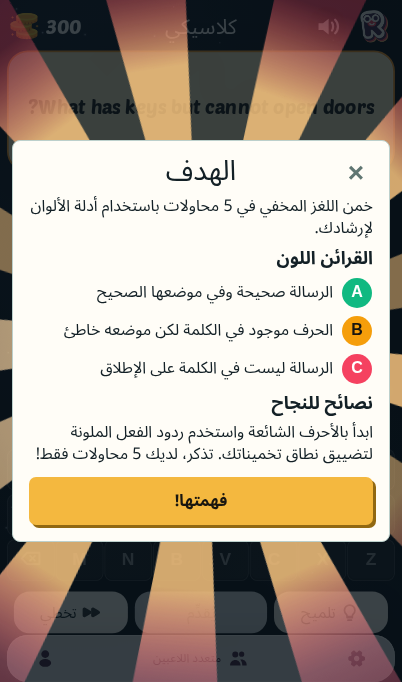 300
كلاسيكي
What has keys but cannot open doors?
الهدف
×
خمن اللغز المخفي في 5 محاولات باستخدام أدلة الألوان
لإرشادك.
القرائن اللون
A الرسالة صحيحة وفي موضعها الصحيح
B الحرف موجود في الكلمة لكن موضعه خاطئ
C الرسالة ليست في الكلمة على الإطلاق
نصائح للنجاح
ابدأ بالأحرف الشائعة واستخدم ردود الفعل الملونة
لتضييق نطاق تخميناتك. تذكر، لديك 5 محاولات فقط!
فهمتها!
N B V Z
تلميح
تخطي
متعدد اللاعبين